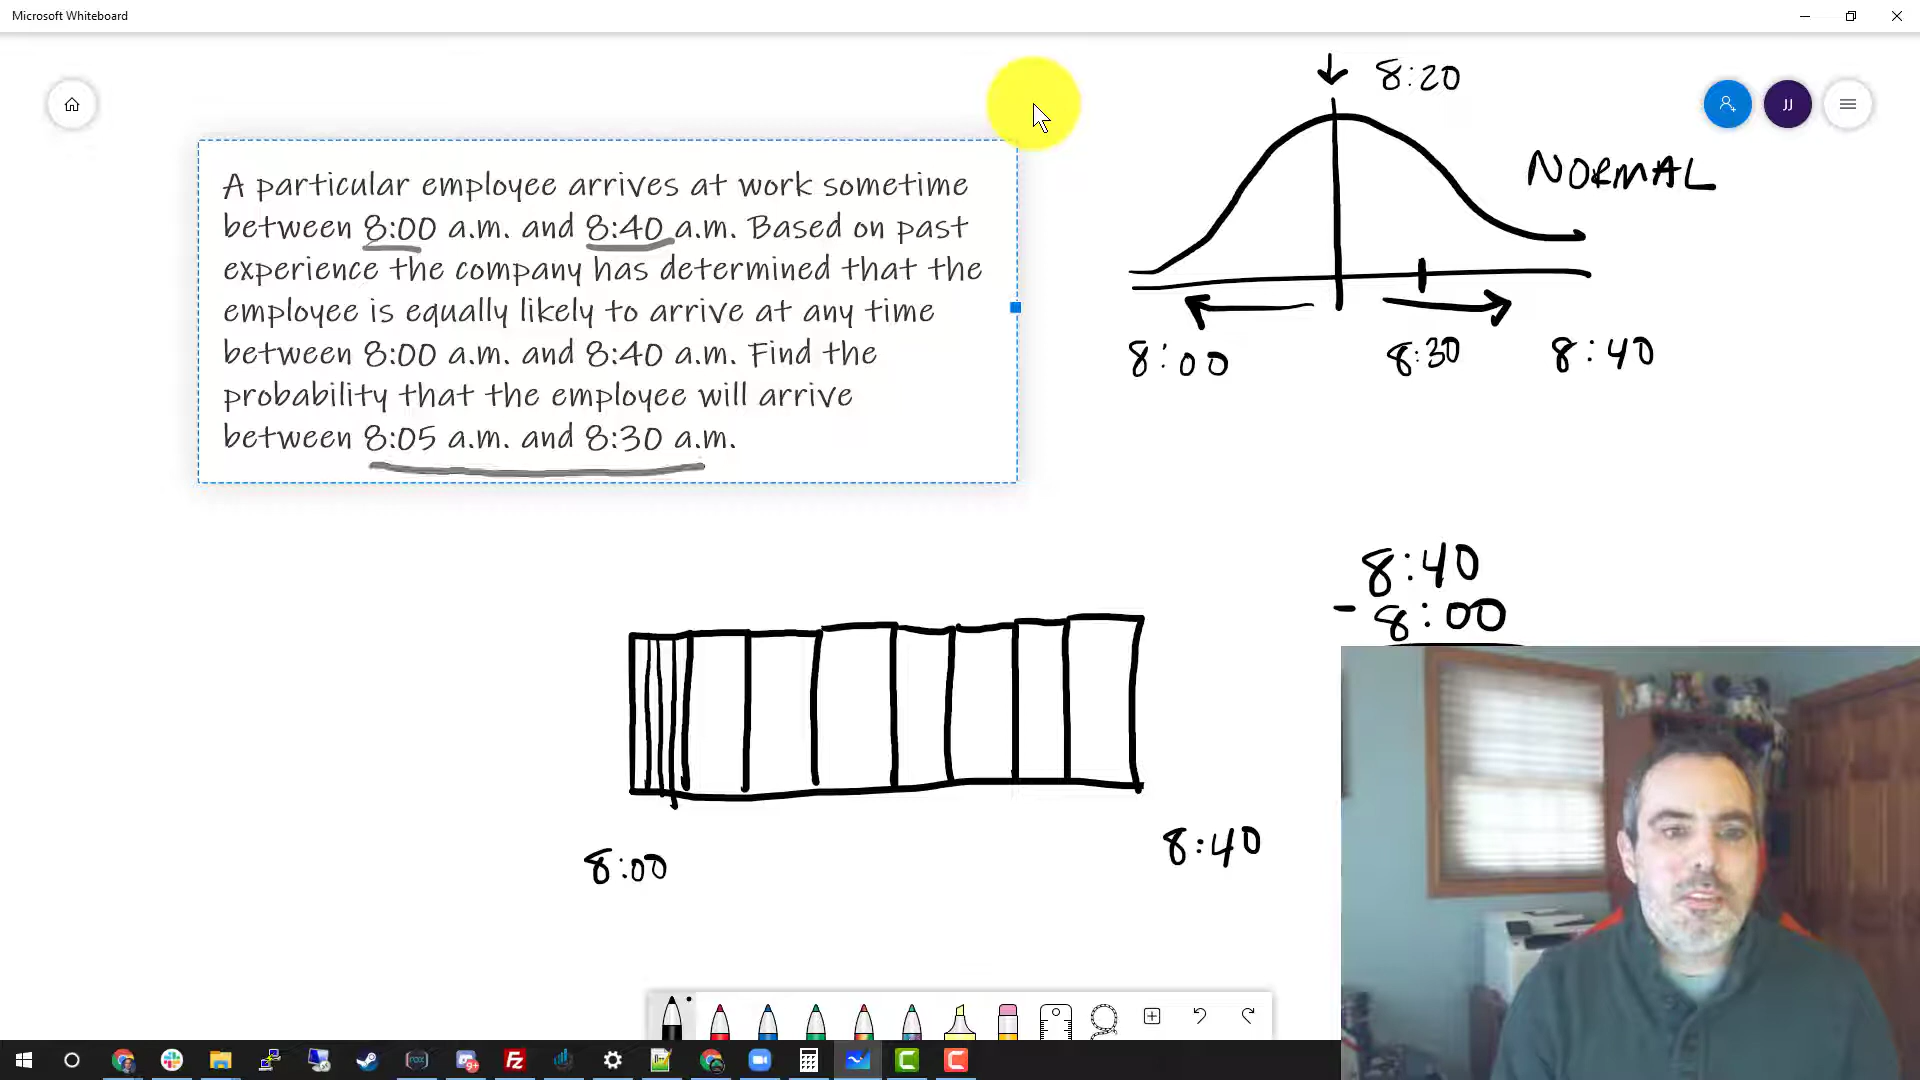 Microsoft Whiteboard
8:20
JJ
A particular employee arrives at work sometime
between 8:00 a.m. and 8:40 a.m. Based on past
experience the company has determined that the
employee is equally likely to arrive at any time
between 8:00 a.m. and 8:40 a.m. Find the
probability that the employee will arrive
between 8:05 a.m. and 8:30 a.m.
NORMAL
8:00
8:30
8:40
8:40
- 8:00
8:00
8:40